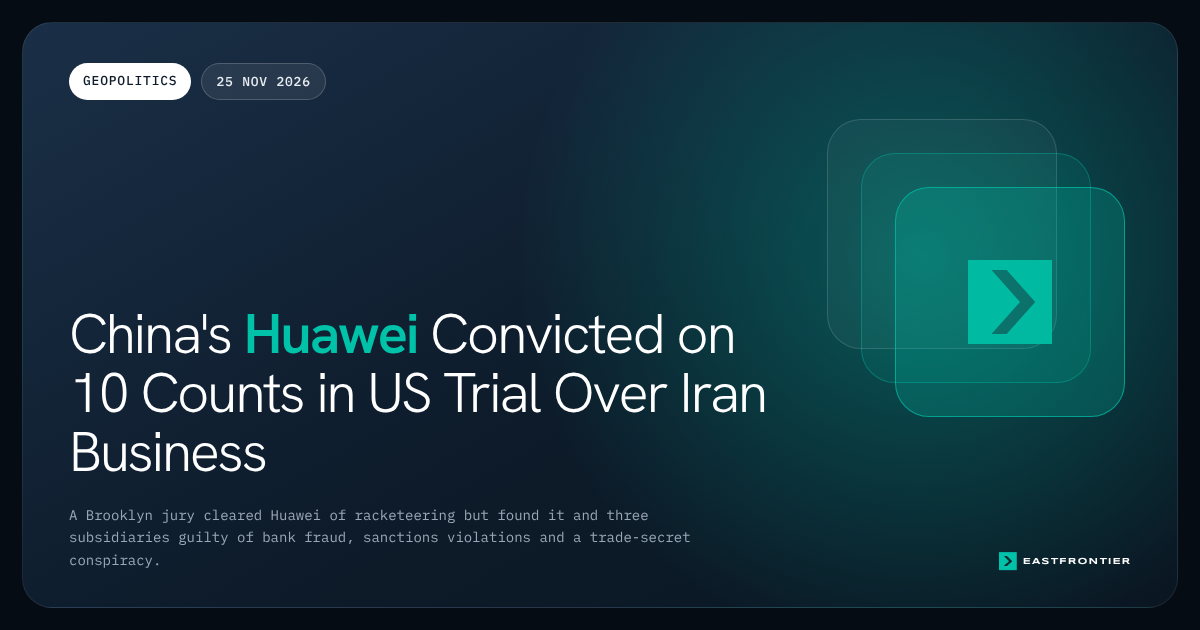 GEOPOLITICS
25 NOV 2026
China's Huawei Convicted on
10 Counts in US Trial Over Iran
Business
A Brooklyn jury cleared Huawei of racketeering but found it and three
subsidiaries guilty of bank fraud, sanctions violations and a trade-secret
conspiracy.
EASTFRONTIER